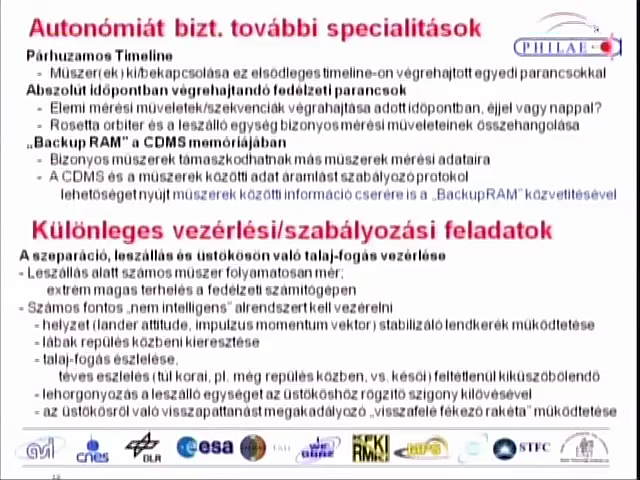 Autonómiát bizt. további specialitások
PHILAE
Párhuzamos Timeline
- Műszer(ek) ki/bekapcsolása ez elsődleges timeline-on végrehajtott egyedi parancsokkal
Abszolút időpontban végrehajtandó fedélzeti parancsok
- Elemi mérési műveletek/szekvenciák végrahajtása adott időpontban, éjjel vagy nappal?
- Rosetta orbiter és a leszálló egység bizonyos mérési műveleteinek összehangolása
„Backup RAM" a CDMS memóriájában
- Bizonyos műszerek támaszkodhatnak más műszerek mérési adataira
- A CDMS és a műszerek közötti adat áramlást szabályozó protokol
lehetőséget nyújt műszerek közötti információ cserére is a „BackupRAM" közvetítésével
Különleges vezérlési/szabályozási feladatok
A szeparáció, leszállás és üstökösön való talaj-fogás vezérlése
- Leszállás alatt számos műszer folyamatosan mér;
extrém magas terhelés a fedélzeti számítógépen
- Számos fontos „nem intelligens" alrendszert kell vezérelni
- helyzet (lander attitude, impulzus momentum vektor) stabilizáló lendkerék működtetése
- lábak repülés közbeni kieresztése
- talaj-fogás észlelése,
téves eszlelés (túl korai, pl. még repülés közben, vs. késői) feltétlenül kiküszöbölendő
- lehorgonyozás a leszálló egységet az üstököshöz rögzítő szigony kilövésével
- az üstökösről való visszapattanást megakadályozó „visszafelé fékező rakéta" működtetése
cnes DLR esa KFKI RMKI MPS STFC